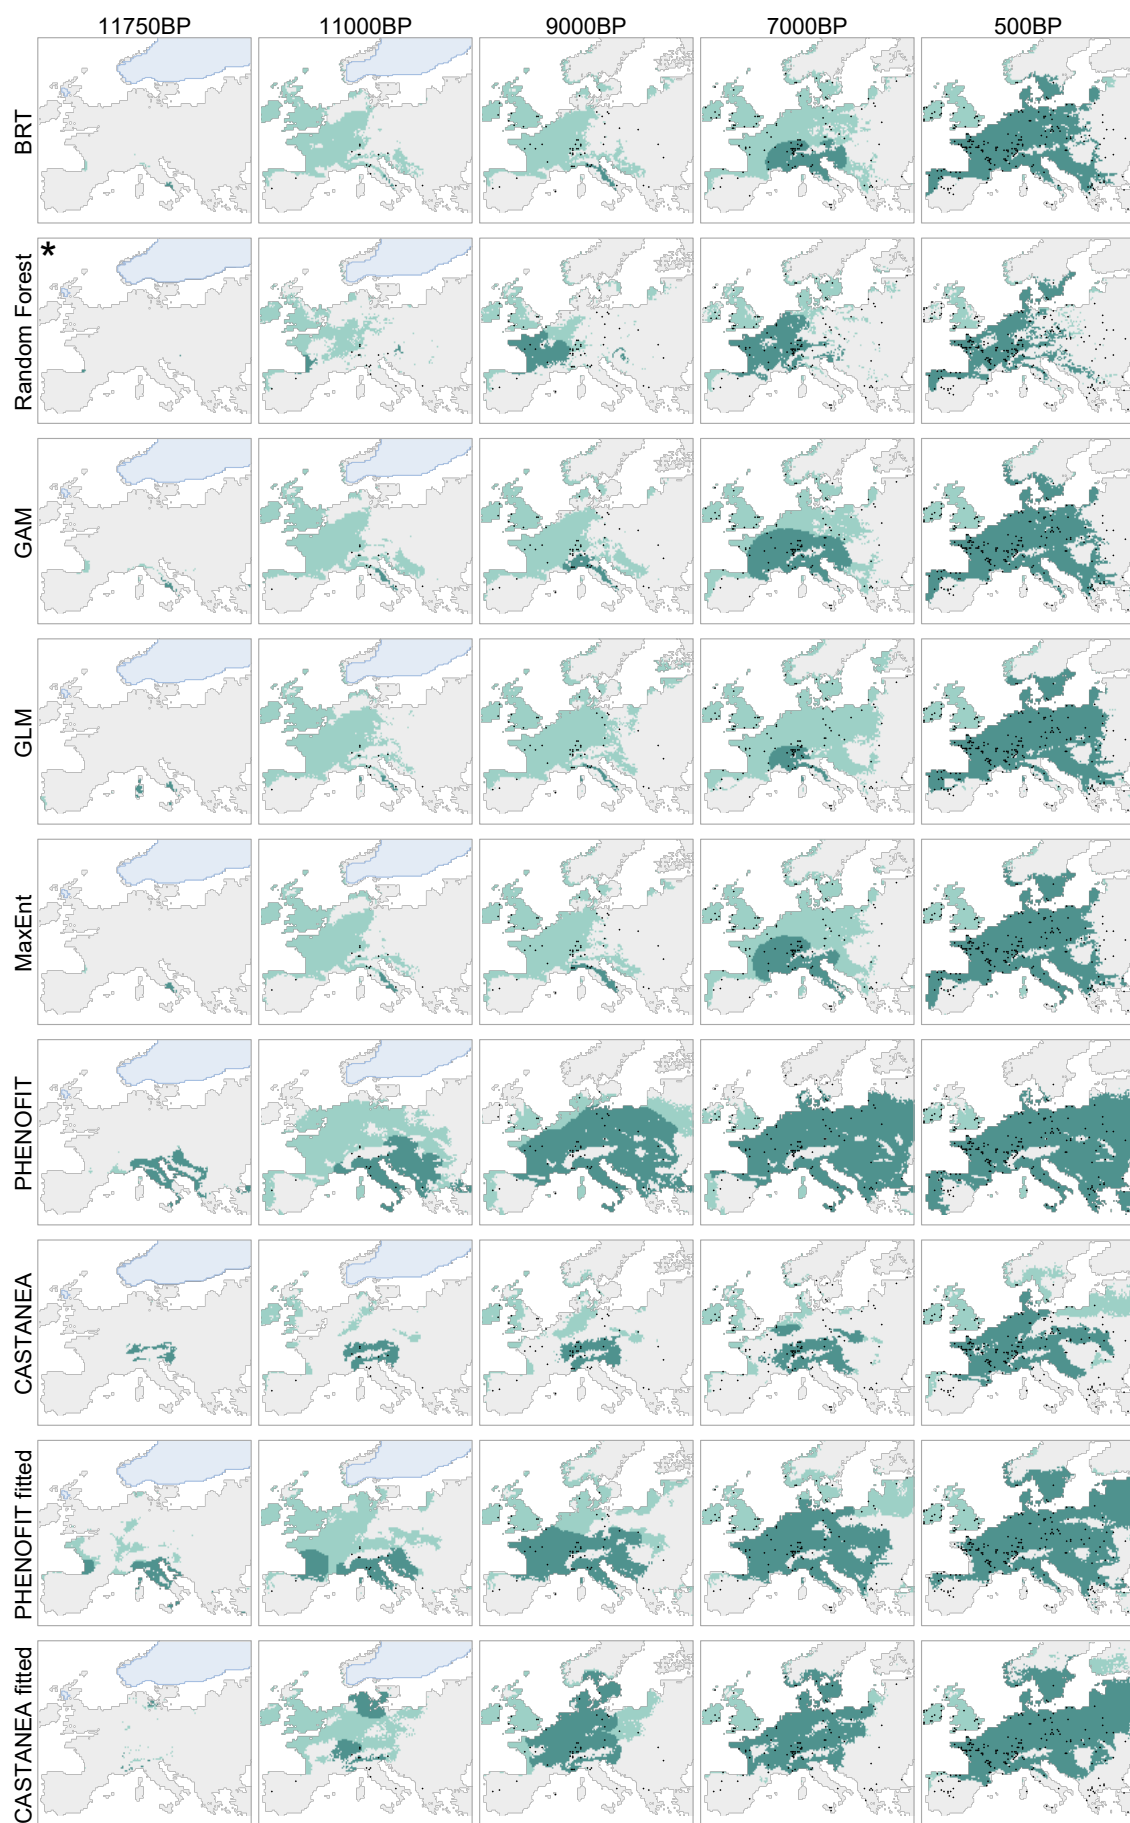 11750BP 11000BP 9000BP 7000BP 500BP
BRT
*
Random Forest
GAM
GLM
MaxEnt
PHENOFIT
CASTANEA
PHENOFIT fitted
CASTANEA fitted